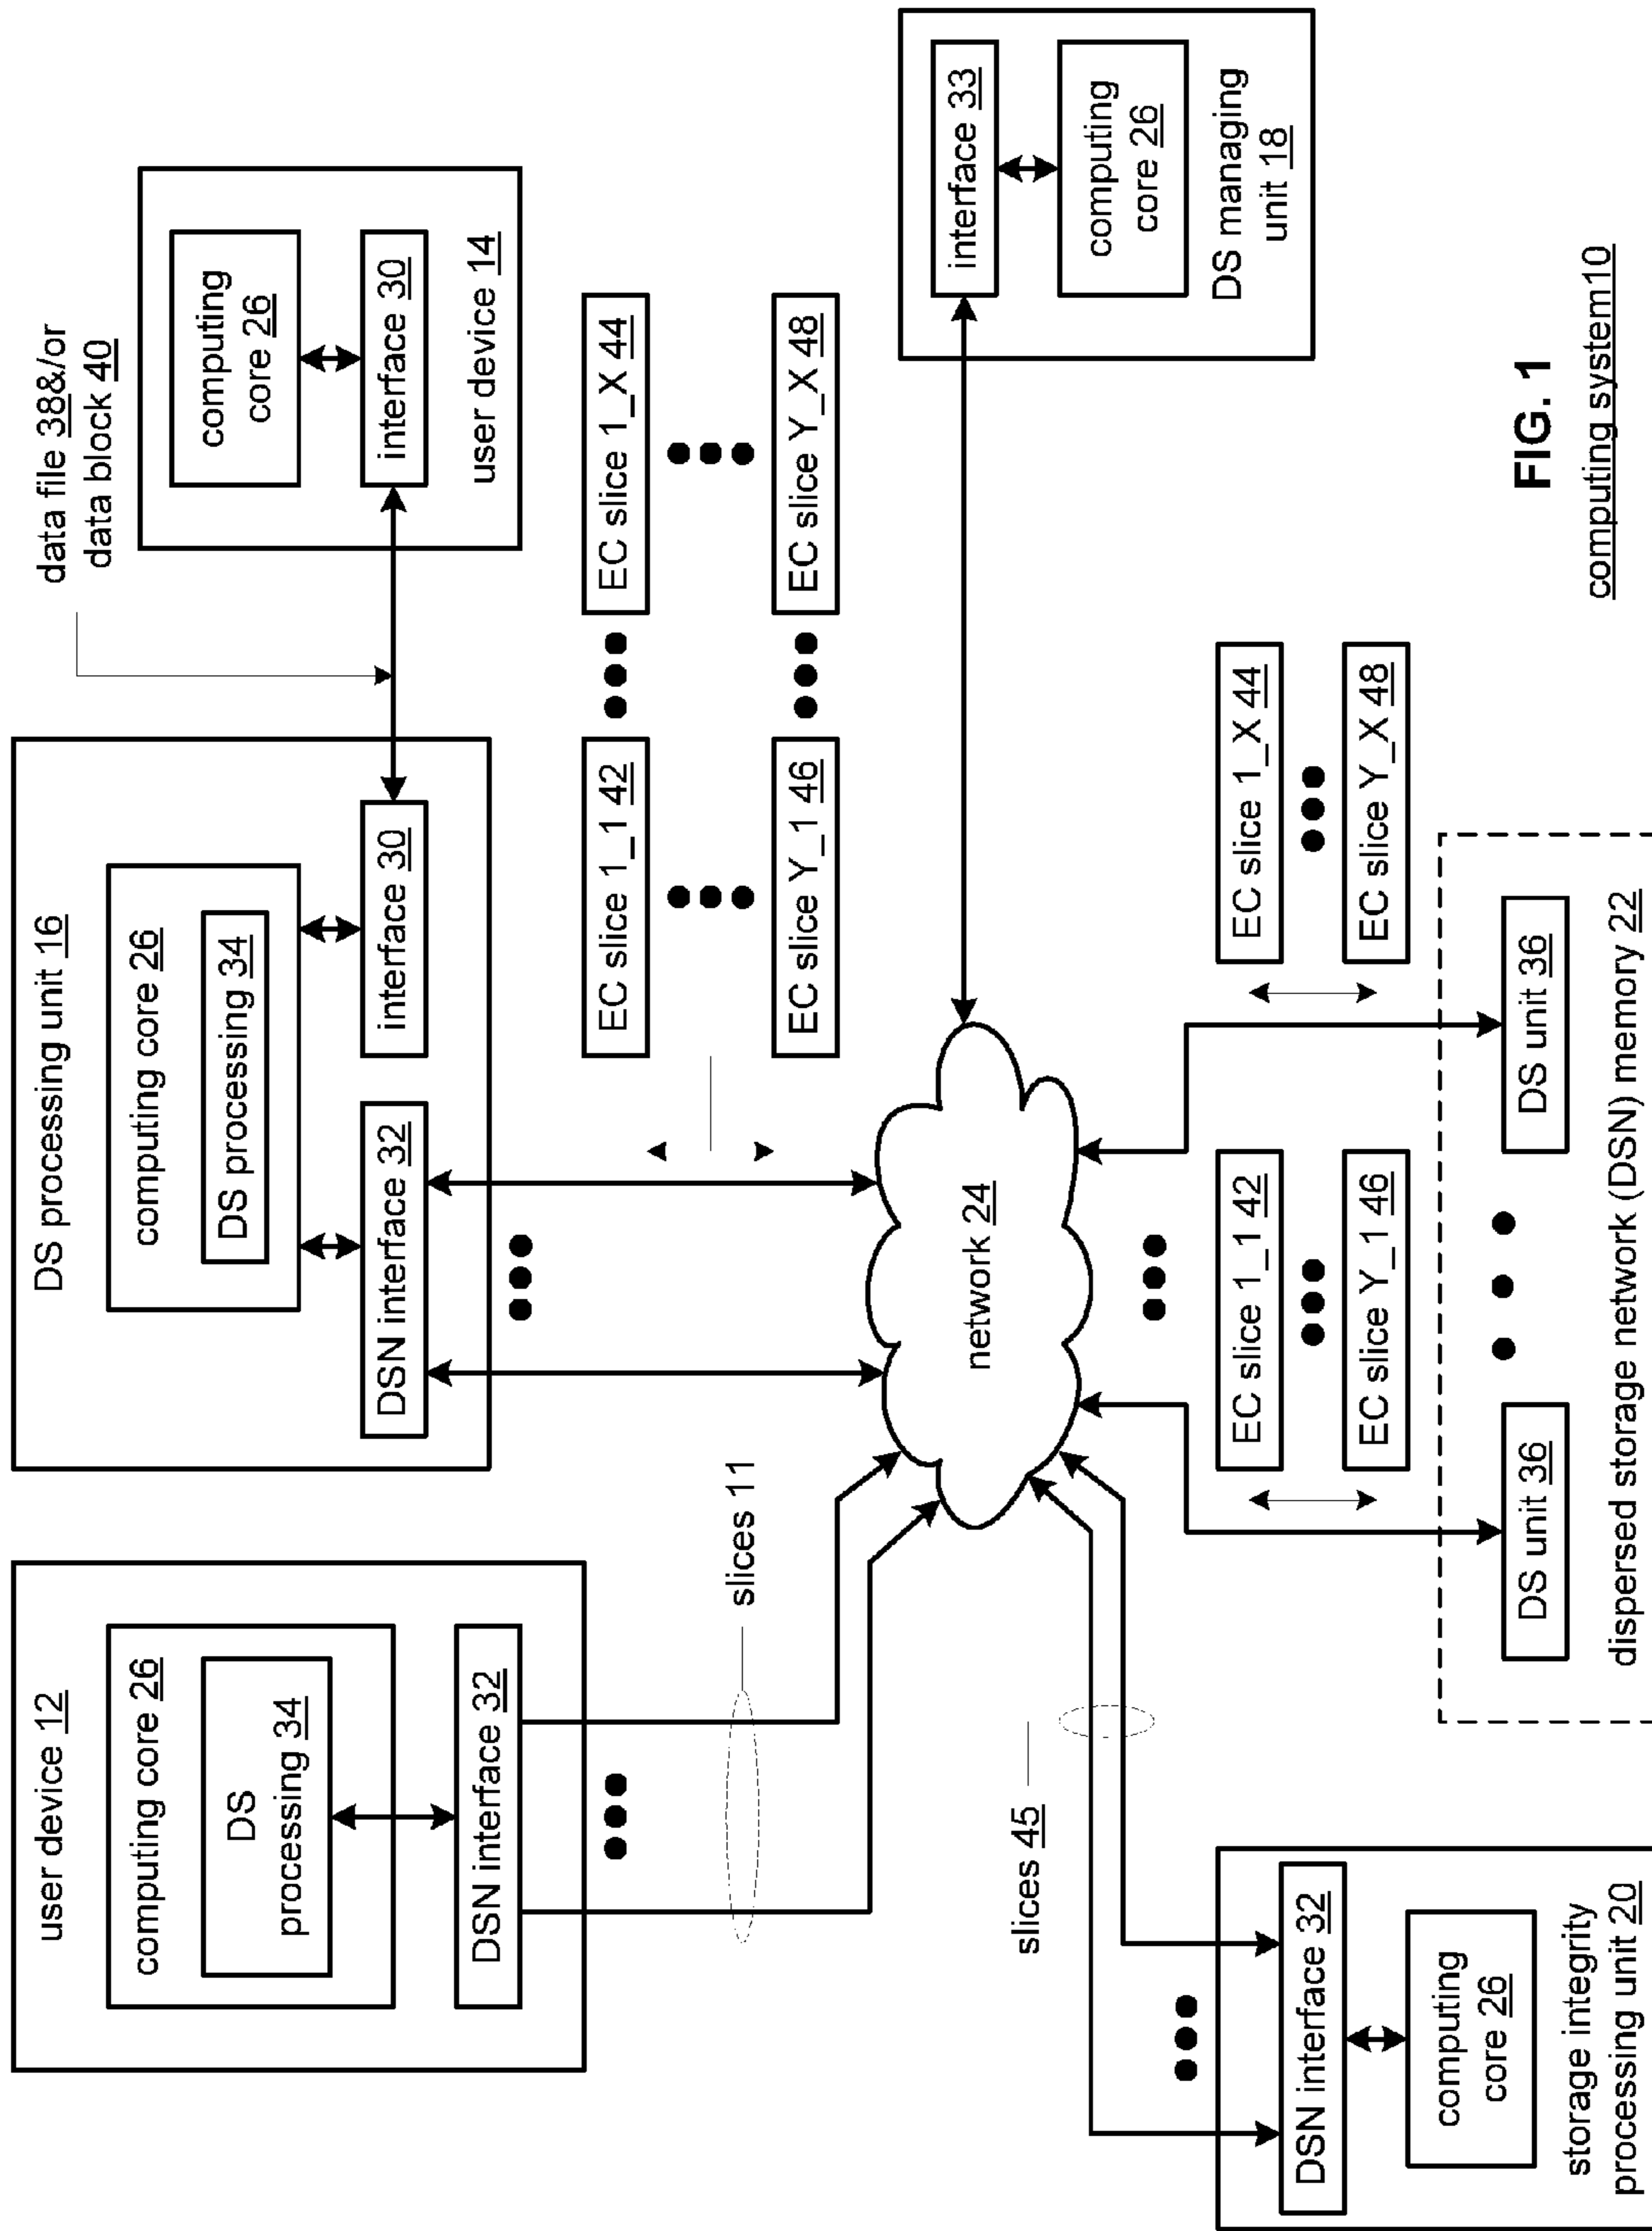 user device 12
computing core 26
DS
processing 34
DSN interface 32
slices 11
DS processing unit 16
computing core 26
DS processing 34
DSN interface 32
interface 30
data file 38&/or
data block 40
computing
core 26
interface 30
user device 14
EC slice 1_1 42
EC slice 1_X 44
EC slice Y_1 46
EC slice Y_X 48
network 24
interface 33
computing
core 26
DS managing
unit 18
slices 45
DSN interface 32
computing
core 26
storage integrity
processing unit 20
EC slice 1_1 42
EC slice Y_1 46
EC slice 1_X 44
EC slice Y_X 48
DS unit 36
DS unit 36
dispersed storage network (DSN) memory 22
FIG. 1
computing system10